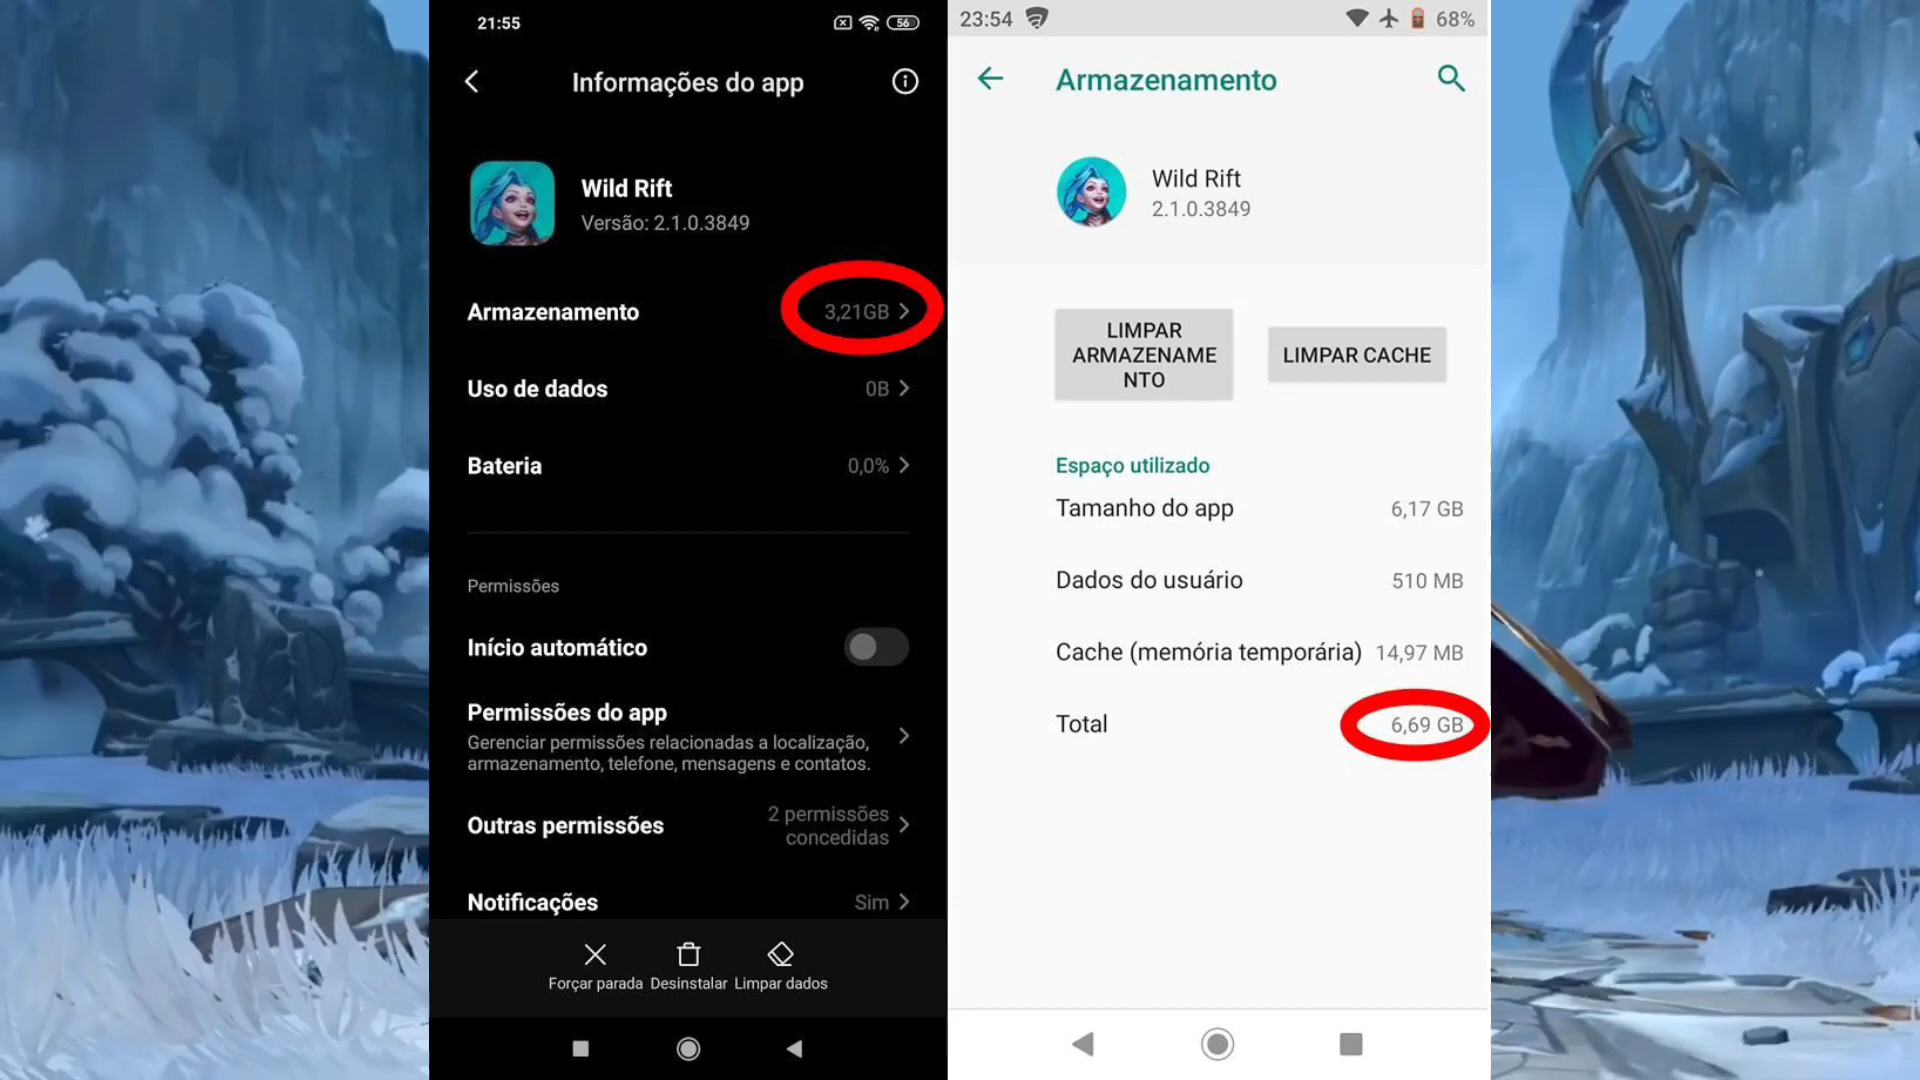 21:55
56
Informações do app
Wild Rift
Versão: 2.1.0.3849
Armazenamento
3,21GB
Uso de dados
0B
Bateria
0,0%
Permissões
Início automático
Permissões do app
Gerenciar permissões relacionadas a localização,
armazenamento, telefone, mensagens e contatos.
Outras permissões
2 permissões
concedidas
Notificações
Sim
Forçar parada
Desinstalar
Limpar dados
23:54
68%
Armazenamento
Wild Rift
2.1.0.3849
LIMPAR
ARMAZENAME
NTO
LIMPAR CACHE
Espaço utilizado
Tamanho do app
6,17 GB
Dados do usuário
510 MB
Cache (memória temporária)
14,97 MB
Total
6,69 GB